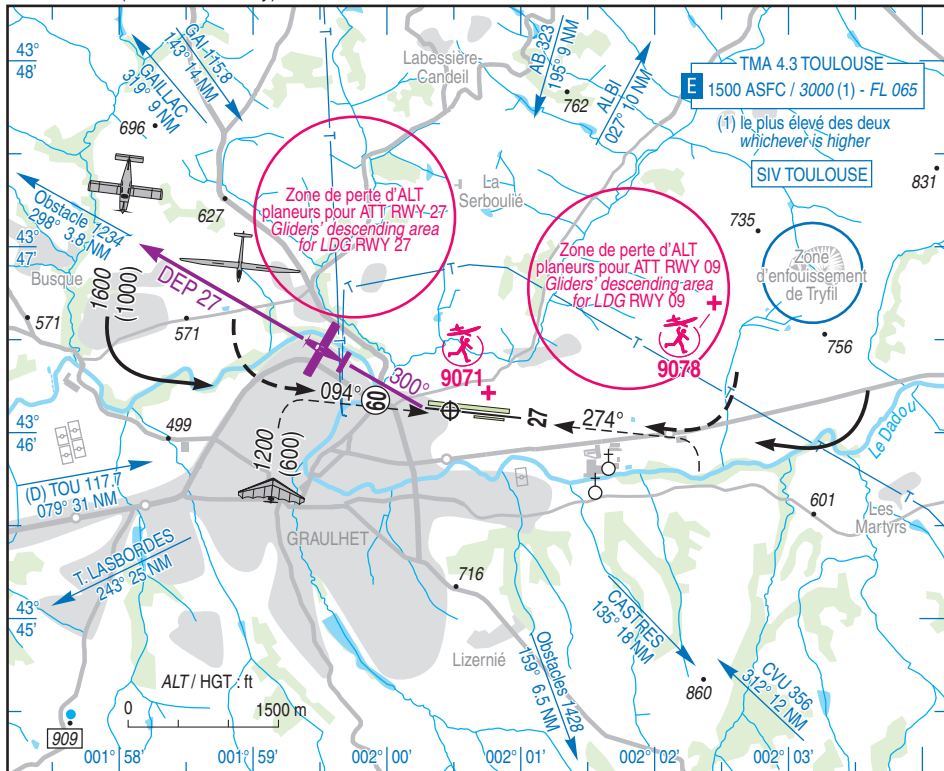 43°
48'
GAI 115.8
143° 14 NM
GAILLAC
319° 9 NM
Labessière-
Candeil
AB 323
195° 9 NM
ALBI
027° 10 NM
762
TMA 4.3 TOULOUSE
E 1500 ASFC / 3000 (1) - FL 065
(1) le plus élevé des deux
whichever is higher
SIV TOULOUSE
831
696
T
T
Zone de perte d'ALT
planeurs pour ATT RWY 27
Gliders' descending area
for LDG RWY 27
La
Serboulié
627
735
Obstacle 1234
298° 3.8 NM
43°
47'
Busque
DEP 27
Zone de perte d'ALT
planeurs pour ATT RWY 09
Gliders' descending area
for LDG RWY 09
Zone
d'enfouissement
de Tryfil
T
T
T
1600
(1000)
571
571
756
9071
9078
300°
094°
09
27
274°
43°
46'
499
1200
(600)
Le Dadou
T
T
(D) TOU 117.7
079° 31 NM
601
Les
Martyrs
GRAULHET
T. LASBORDES
243° 25 NM
716
43°
45'
Lizernié
Obstacles 1428
159° 6.5 NM
CASTRES
135° 18 NM
860
CVU 356
312° 12 NM
ALT / HGT : ft
0
1500 m
909
001° 58'
001° 59'
002° 00'
002° 01'
002° 02'
002° 03'